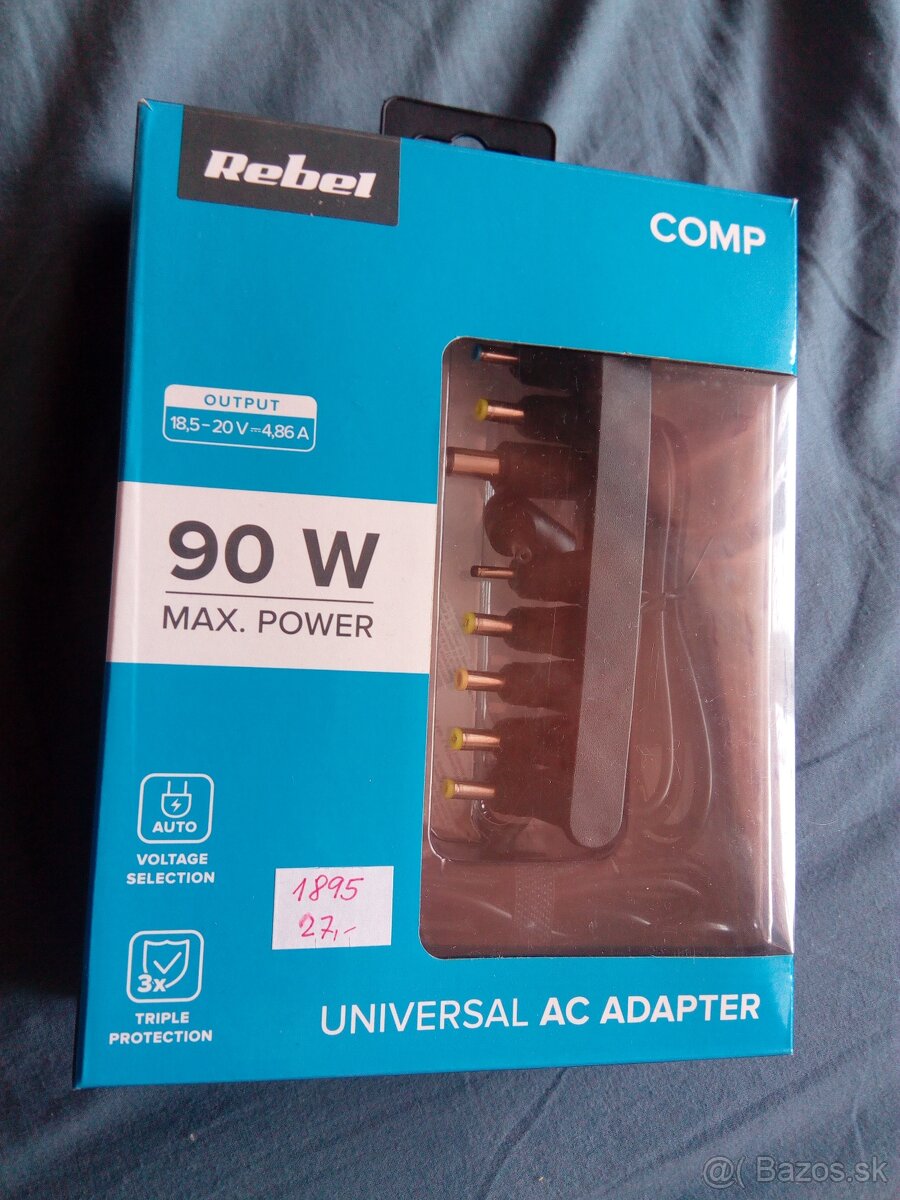 Rebel
COMP
OUTPUT
18,5-20 V⎓4,86 A
90 W
MAX. POWER
AUTO
VOLTAGE
SELECTION
1895
27,-
3x
TRIPLE
PROTECTION
UNIVERSAL AC ADAPTER
@( Bazos.sk